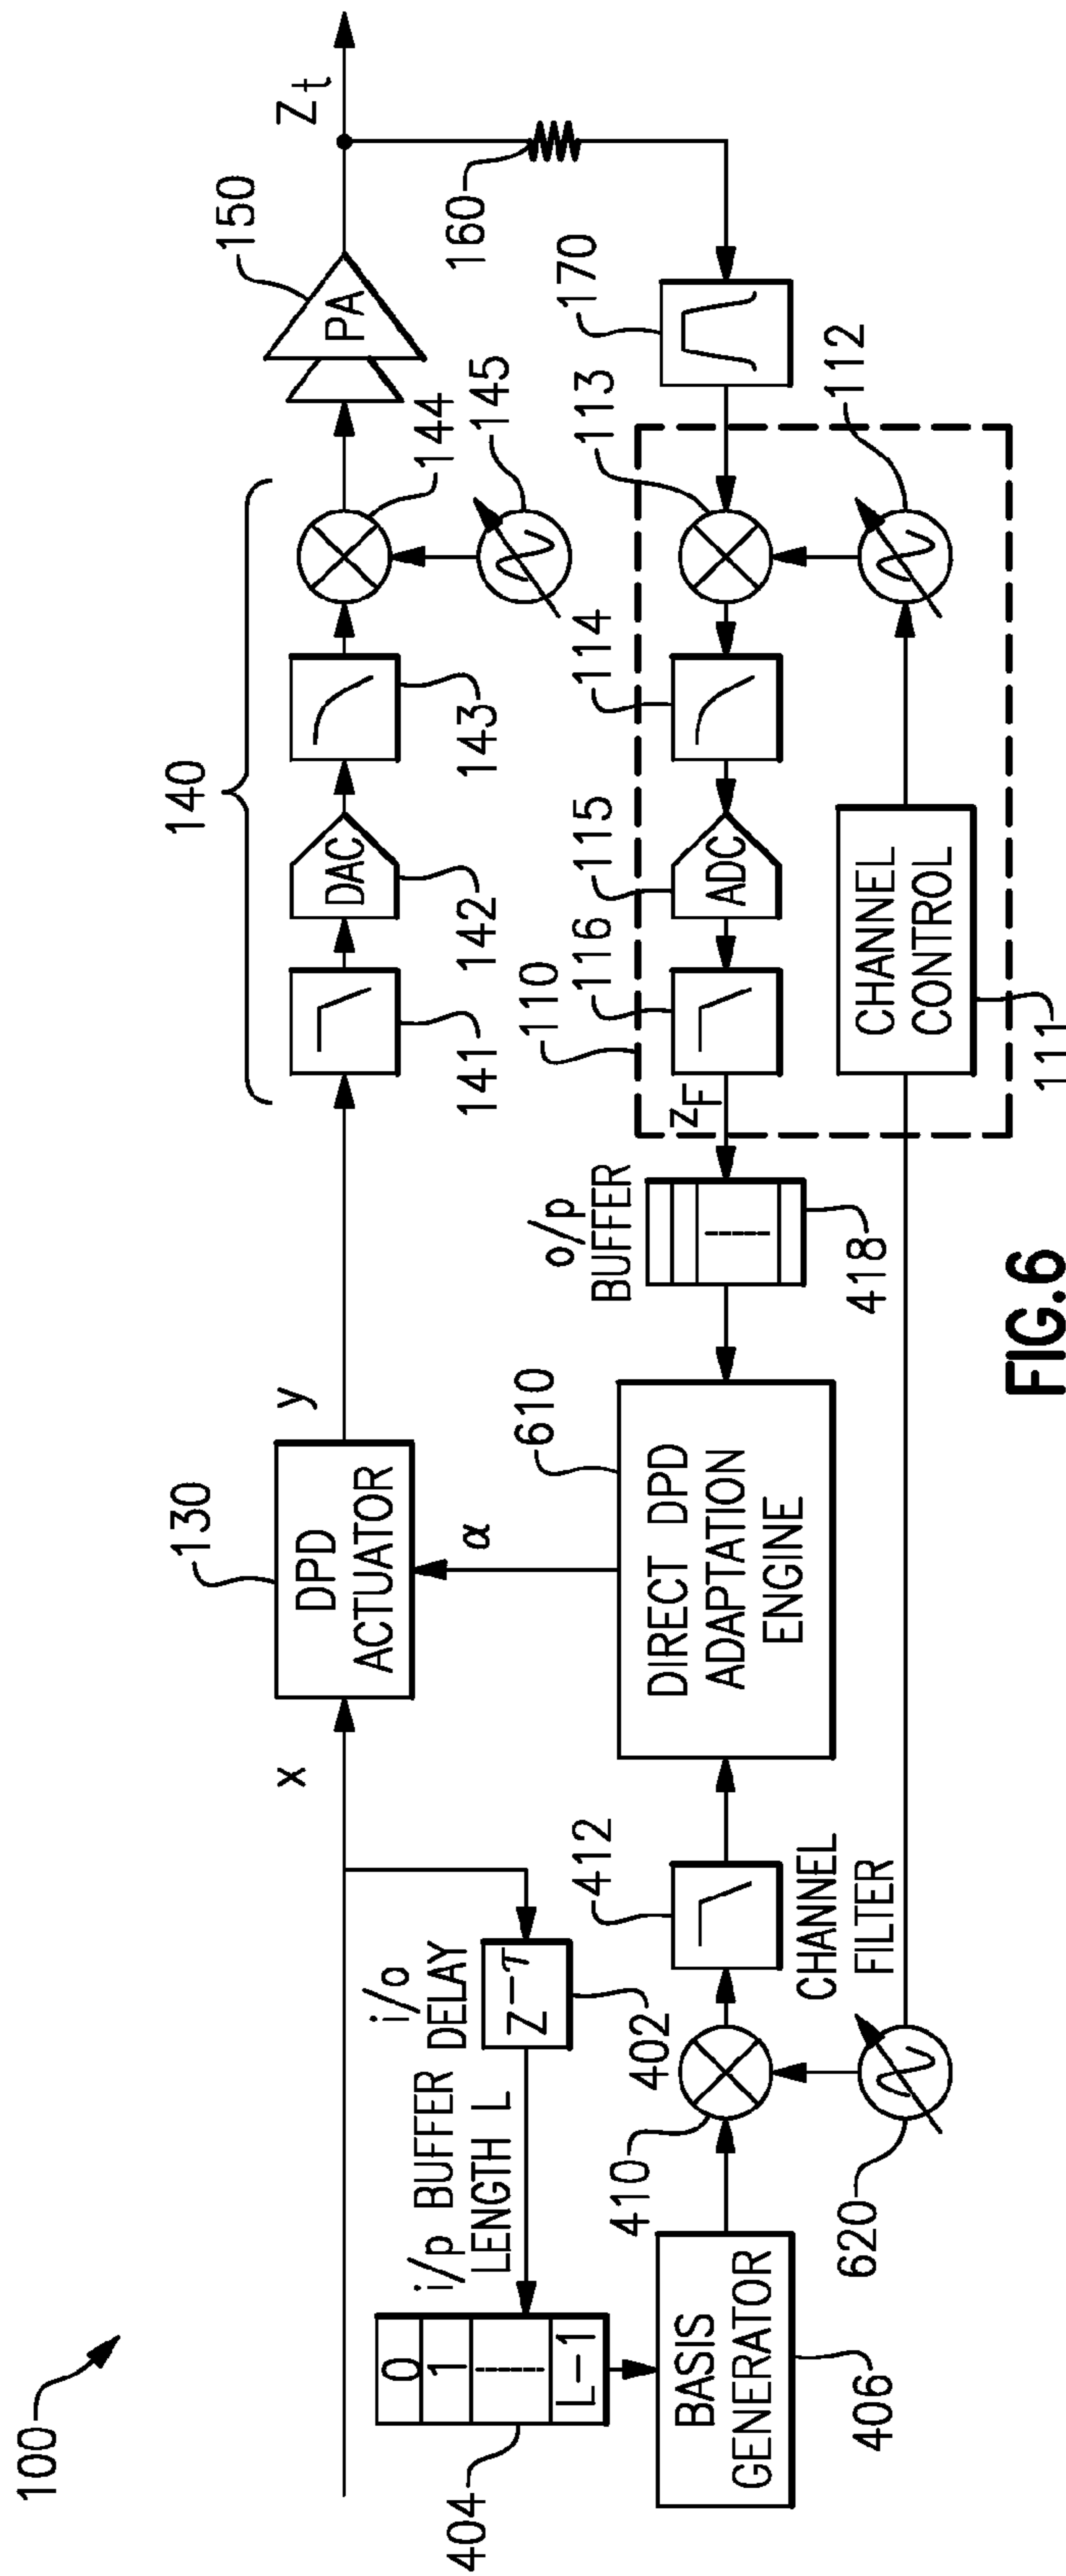 100
x
130
DPD
ACTUATOR
y
140
141
DAC
142
143
144
145
PA
150
Zt
160
170
i/o
DELAY
Z−τ
402
i/p BUFFER
LENGTH L
0
1
L−1
404
BASIS
GENERATOR
406
410
620
412
CHANNEL
FILTER
α
DIRECT DPD
ADAPTATION
ENGINE
610
o/p
BUFFER
418
zF
110
116
ADC
115
114
113
112
CHANNEL
CONTROL
111
FIG.6